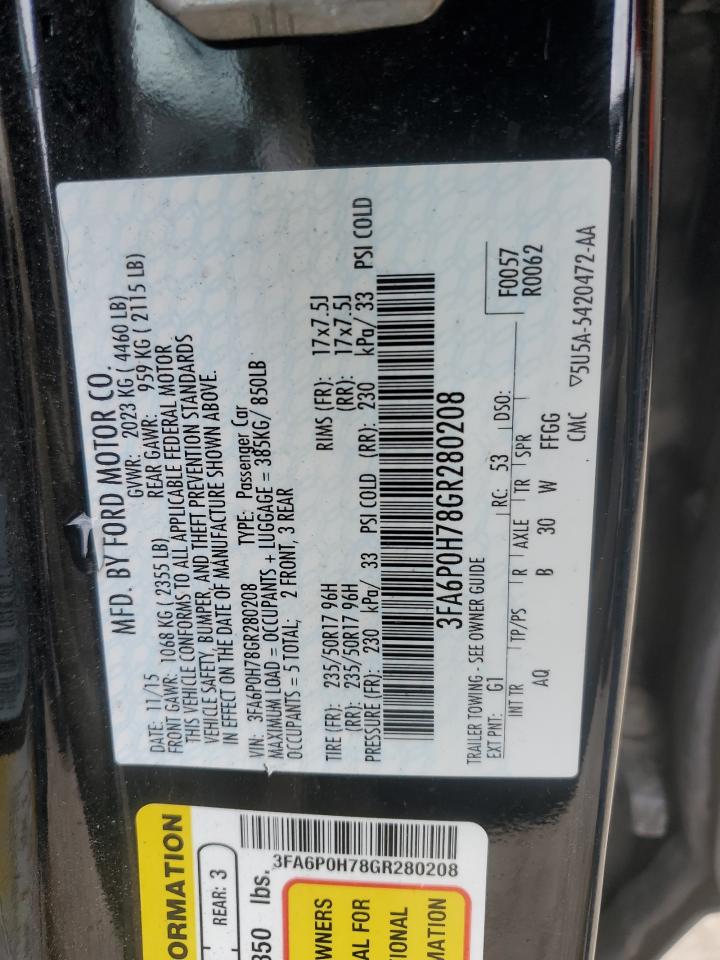 MFD. BY FORD MOTOR CO.
DATE: 11/15 GVWR: 2023 KG ( 4460 LB)
FRONT GAWR: 1068 KG ( 2355 LB) REAR GAWR: 959 KG ( 2115 LB)
THIS VEHICLE CONFORMS TO ALL APPLICABLE FEDERAL MOTOR
VEHICLE SAFETY, BUMPER, AND THEFT PREVENTION STANDARDS
IN EFFECT ON THE DATE OF MANUFACTURE SHOWN ABOVE.
VIN: 3FA6P0H78GR280208 TYPE: Passenger Car
MAXIMUM LOAD = OCCUPANTS + LUGGAGE = 385KG/ 850LB
OCCUPANTS = 5 TOTAL; 2 FRONT, 3 REAR
TIRE (FR): 235/50R17 96H RIMS (FR): 17x7.5J
(RR): 235/50R17 96H (RR): 17x7.5J
PRESSURE (FR): 230 kPa/ 33 PSI COLD (RR): 230 kPa/ 33 PSI COLD
3FA6P0H78GR280208
TRAILER TOWING - SEE OWNER GUIDE
EXT PNT: G1 RC: 53 DSO: F0057
R0062
INT TR TP/PS R AXLE TR SPR
AQ B 30 W FFGG
CMC ▽5U5A-5420472-AA
ORMATION
REAR: 3
350 lbs.
3FA6P0H78GR280208
WNERS
AL FOR
IONAL
MATION